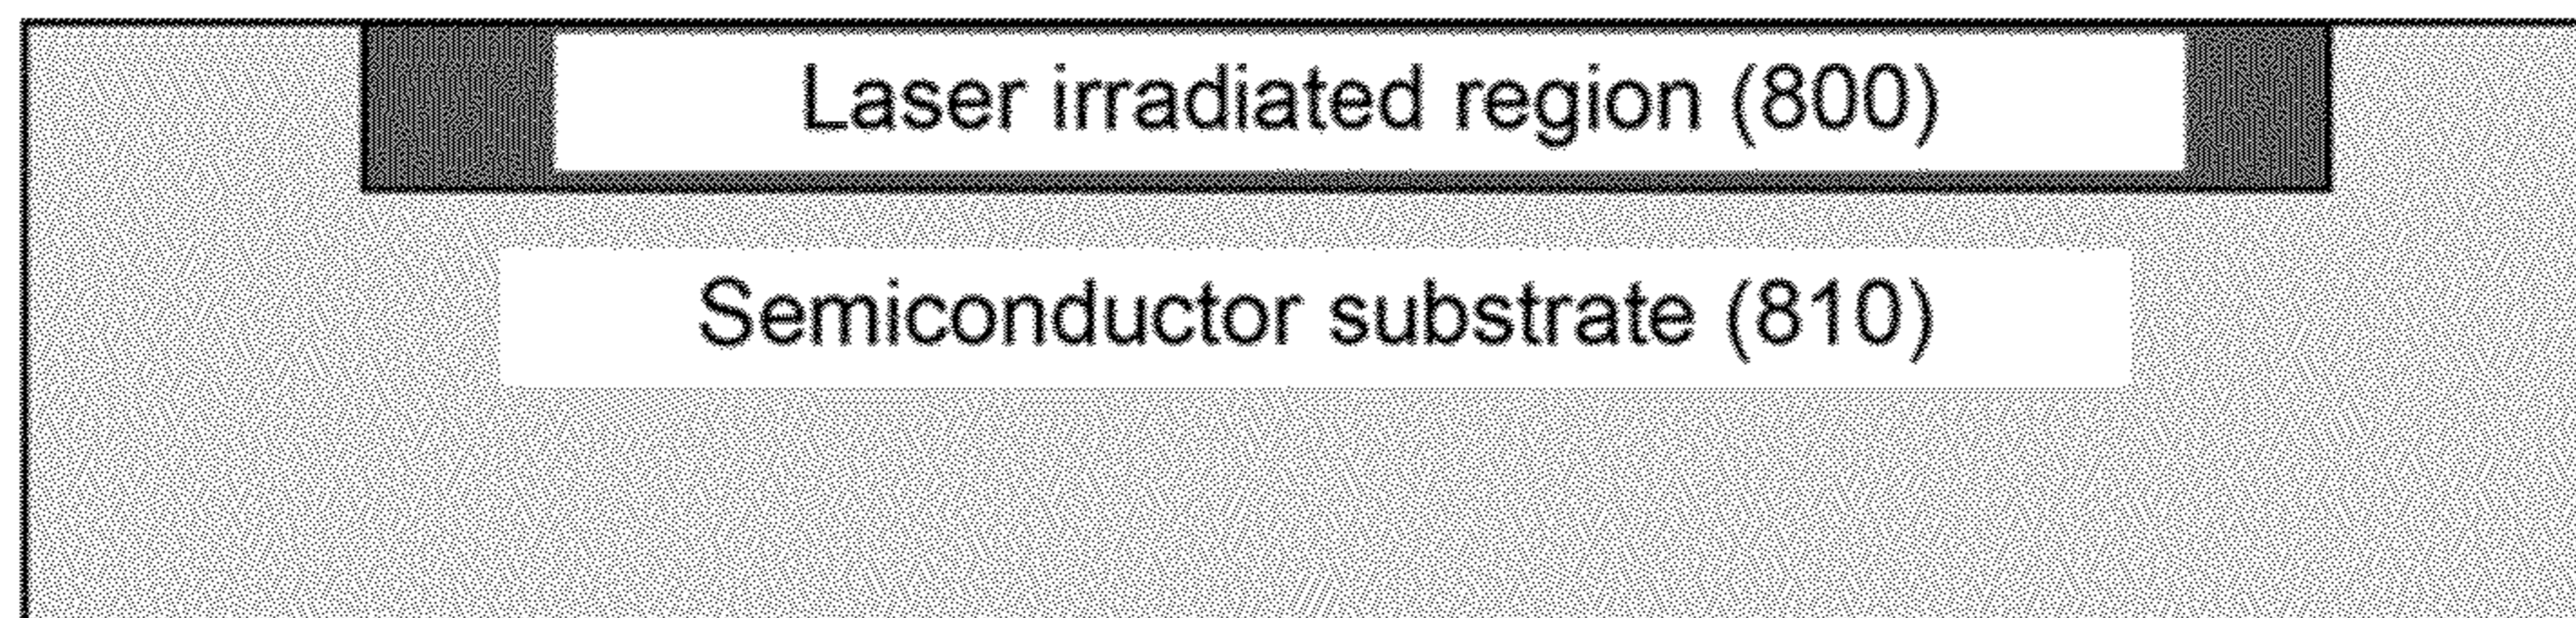 Laser irradiated region (800)
Semiconductor substrate (810)